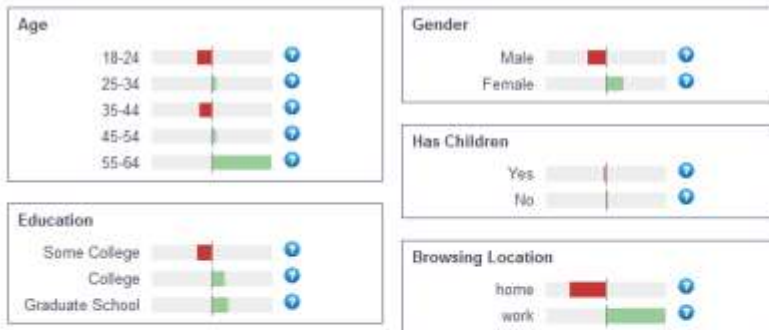 Age
18-24
25-34
35-44
45-54
55-64
Education
Some College
College
Graduate School
Gender
Male
Female
Has Children
Yes
No
Browsing Location
home
work